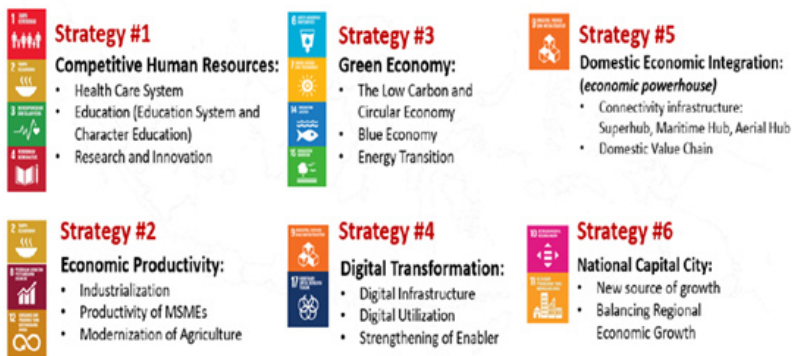 Strategy #1
Competitive Human Resources:
• Health Care System
• Education (Education System and
Character Education)
• Research and Innovation
Strategy #2
Economic Productivity:
• Industrialization
• Productivity of MSMEs
• Modernization of Agriculture
Strategy #3
Green Economy:
• The Low Carbon and
Circular Economy
• Blue Economy
• Energy Transition
Strategy #4
Digital Transformation:
• Digital Infrastructure
• Digital Utilization
• Strengthening of Enabler
Strategy #5
Domestic Economic Integration:
(economic powerhouse)
• Connectivity infrastructure:
Superhub, Maritime Hub, Aerial Hub
• Domestic Value Chain
Strategy #6
National Capital City:
• New source of growth
• Balancing Regional
Economic Growth